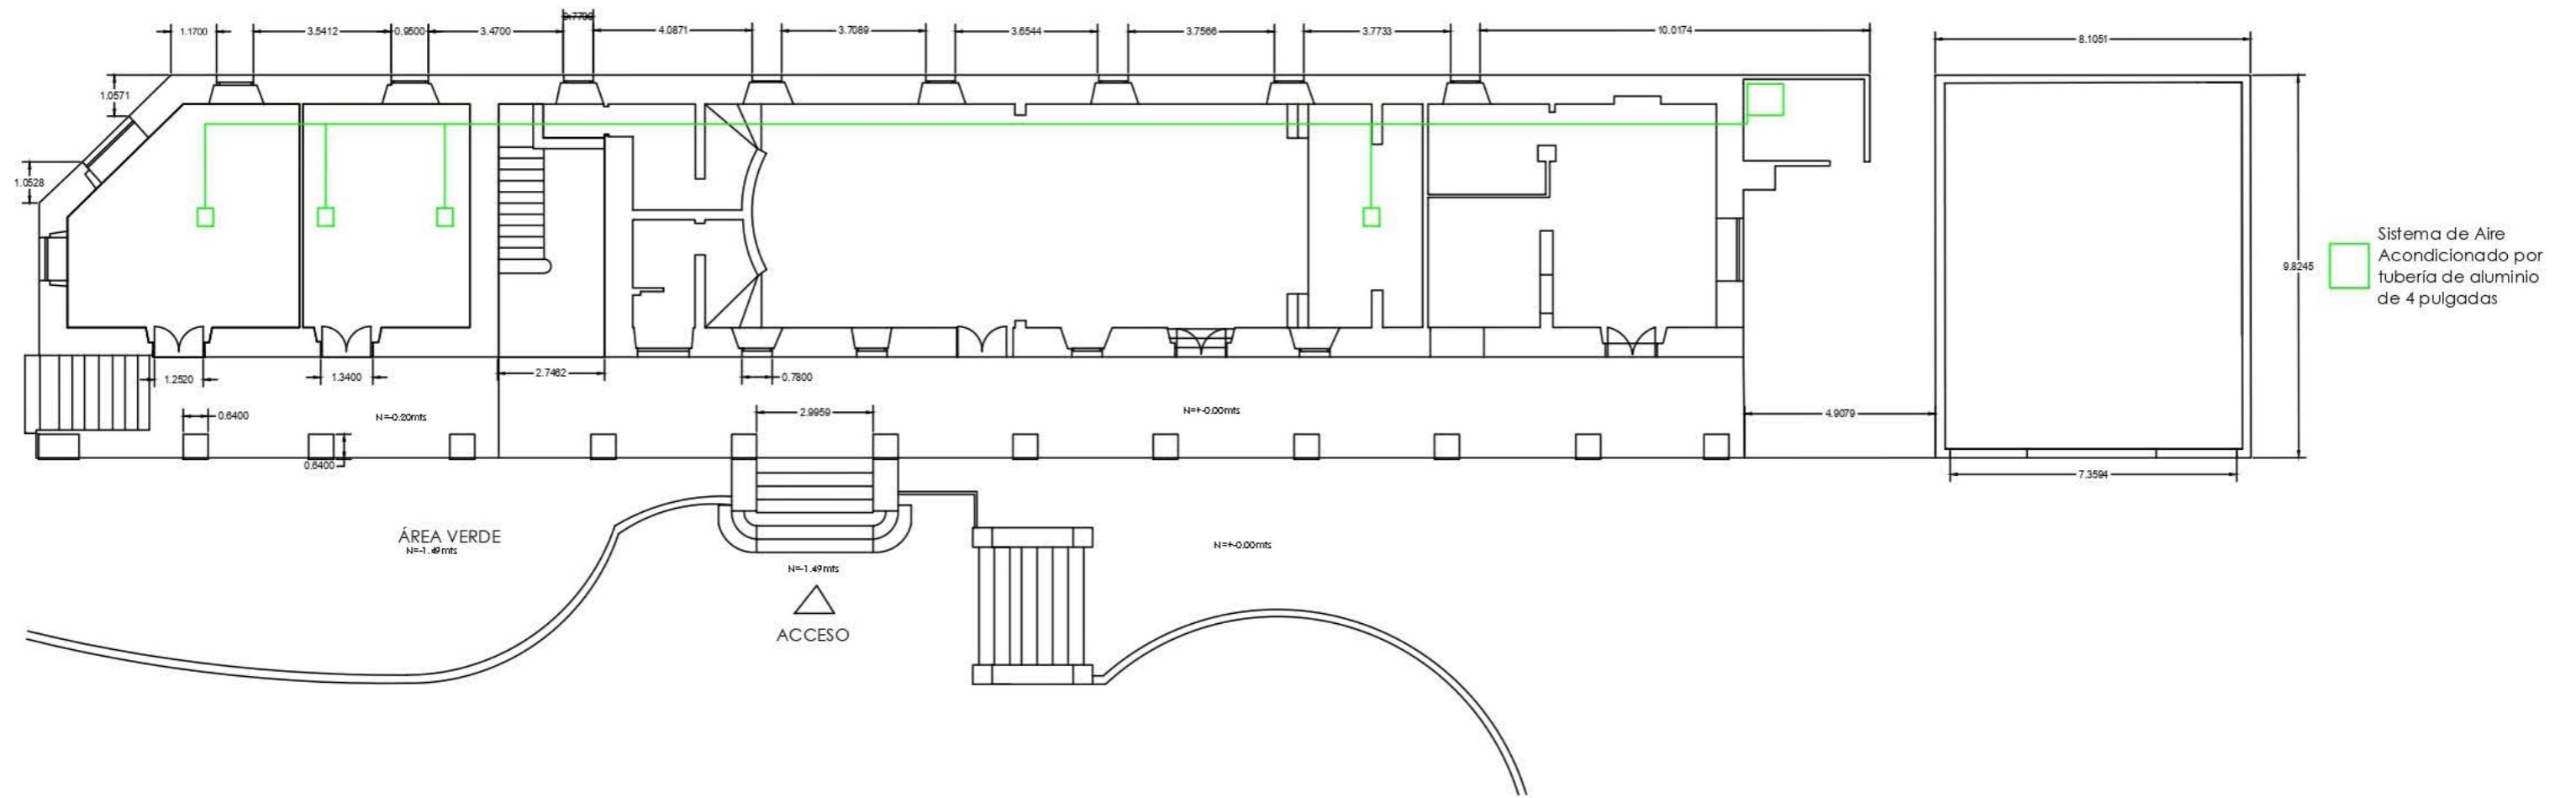 1.1700
3.5412
0.9500
3.4700
0.7700
4.0871
3.7089
3.6544
3.7566
3.7733
10.0174
8.1051
1.0571
1.0528
9.8245
Sistema de Aire
Acondicionado por
tubería de aluminio
de 4 pulgadas
1.2520
1.3400
2.7462
0.7800
0.6400
N=-0.20mts
2.9959
N=+-0.00mts
4.9079
0.6400
7.3594
ÁREA VERDE
N=-1.49mts
N=+-0.00mts
N=-1.49mts
ACCESO